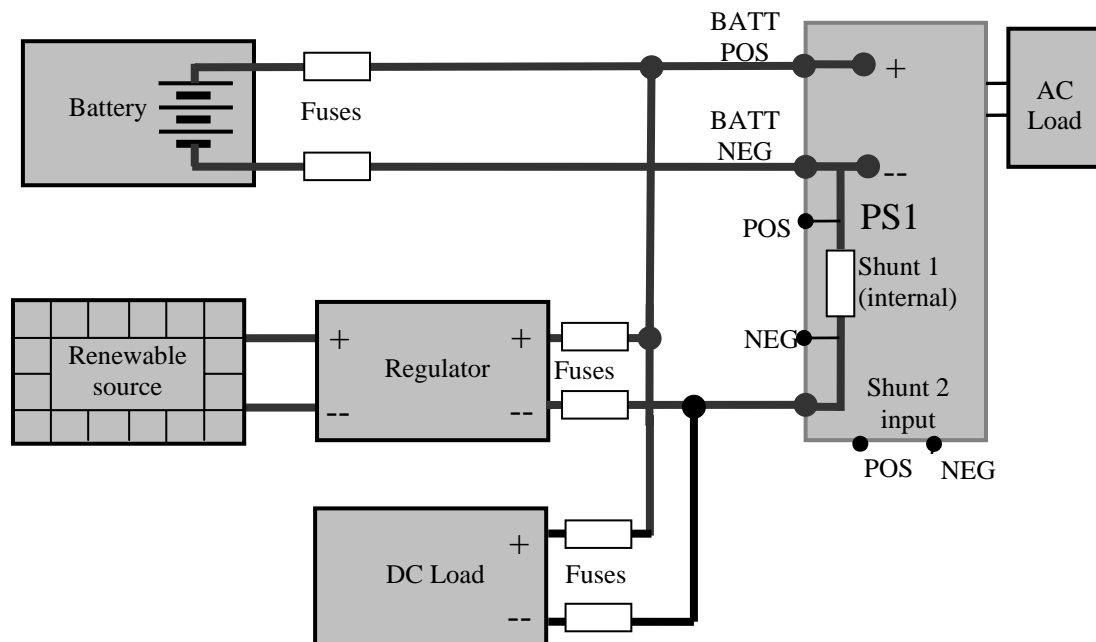 BATT
POS
+
AC
Load
Battery
Fuses
BATT
NEG
--
PS1
POS
Shunt 1
(internal)
Renewable
source
+
--
Regulator
+
--
Fuses
NEG
Shunt 2
input
POS
NEG
DC Load
+
--
Fuses